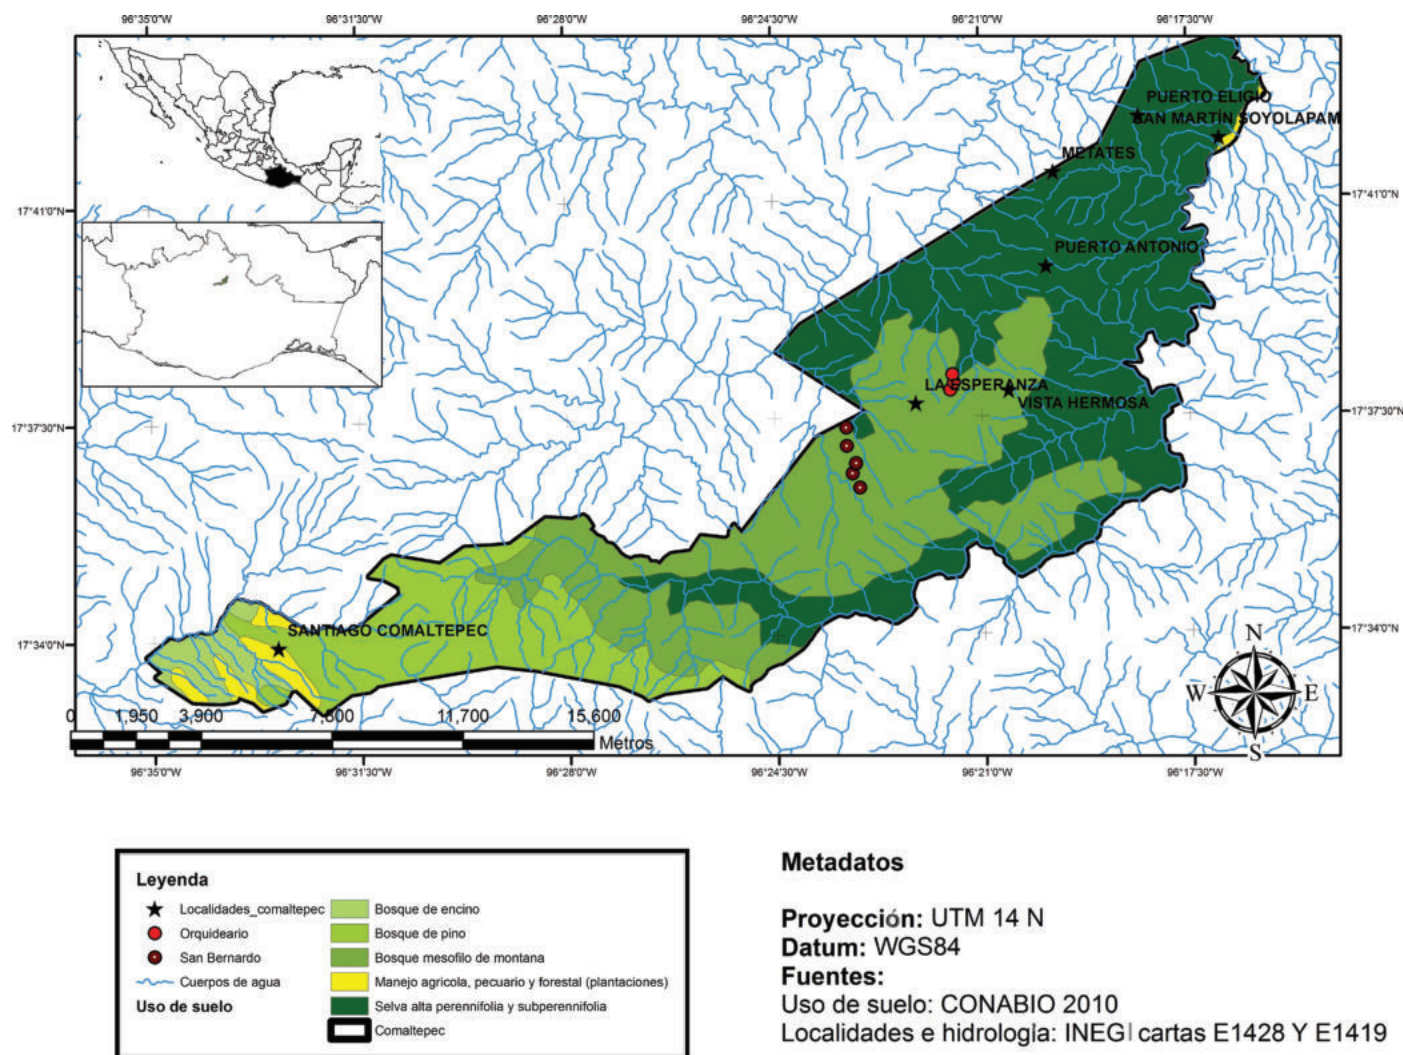 96°35'0"W 96°31'30"W 96°28'0"W 96°24'30"W 96°21'0"W 96°17'30"W
PUERTO ELIGIO
SAN MARTÍN SOYOLAPAM
METATES
17°41'0"N 17°41'0"N
PUERTO ANTONIO
LA ESPERANZA
VISTA HERMOSA
17°37'30"N 17°37'30"N
SANTIAGO COMALTEPEC
17°34'0"N 17°34'0"N
N
W E
S
0 1,950 3,900 7,800 11,700 15,600
Metros
96°35'0"W 96°31'30"W 96°28'0"W 96°24'30"W 96°21'0"W 96°17'30"W
Leyenda
Localidades_comaltepec
Orquideario
San Bernardo
Cuerpos de agua
Uso de suelo
Bosque de encino
Bosque de pino
Bosque mesofilo de montana
Manejo agricola, pecuario y forestal (plantaciones)
Selva alta perennifolia y subperennifolia
Comaltepec
Metadatos
Proyección: UTM 14 N
Datum: WGS84
Fuentes:
Uso de suelo: CONABIO 2010
Localidades e hidrologia: INEGI cartas E1428 Y E1419